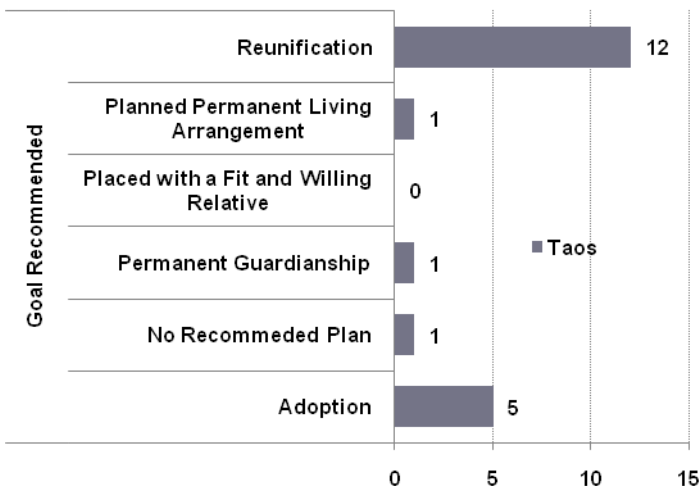 Goal Recommended
Reunification
12
Planned Permanent Living
Arrangement
1
Placed with a Fit and Willing
Relative
0
Permanent Guardianship
1
No Recommeded Plan
1
Adoption
5
Taos
0 5 10 15